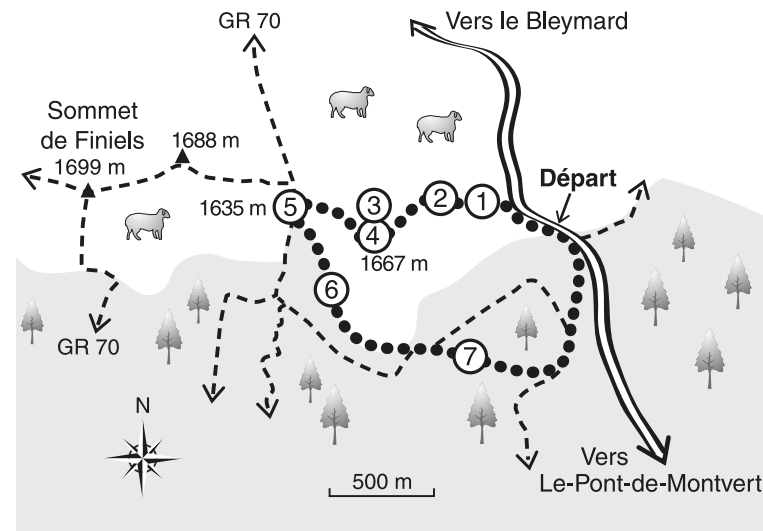 GR 70
Vers le Bleymard
Sommet
de Finiels
1699 m
1688 m
Départ
1635 m
5
3
4
2
1
1667 m
6
7
GR 70
N
500 m
Vers
Le-Pont-de-Montvert